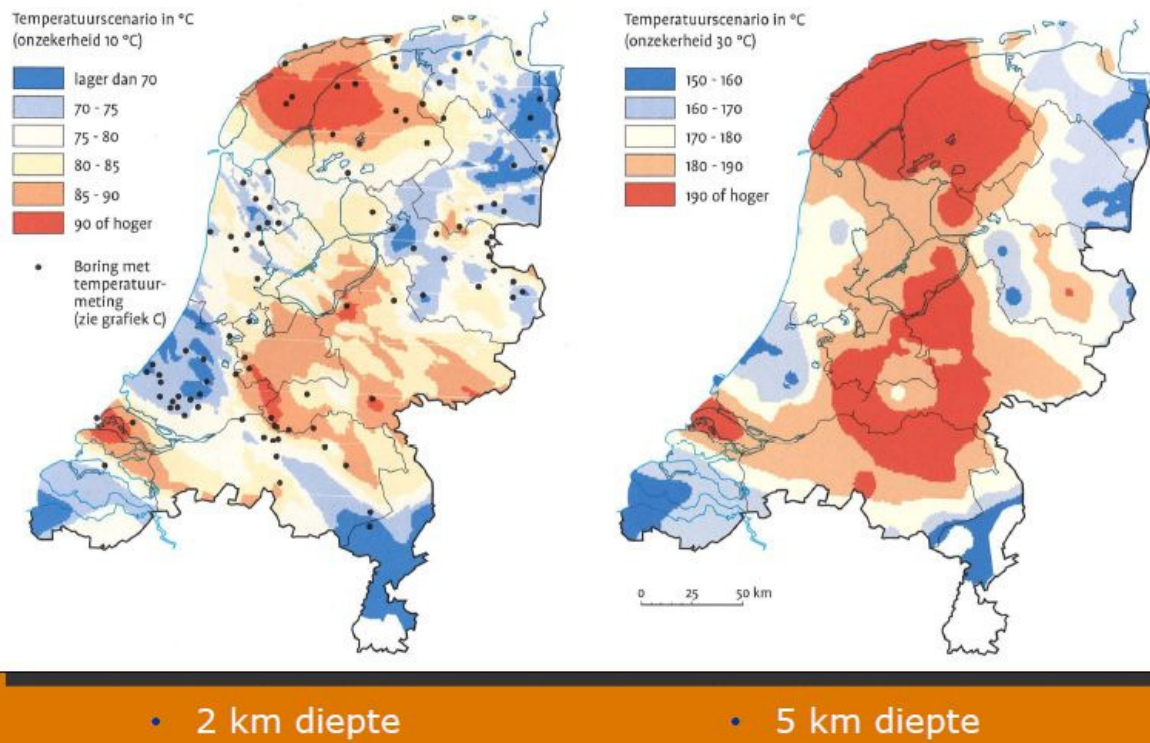 Temperatuurscenario in °C
(onzekerheid 10 °C)
lager dan 70
70 - 75
75 - 80
80 - 85
85 - 90
90 of hoger
Boring met
temperatuur-
meting
(zie grafiek C)
Temperatuurscenario in °C
(onzekerheid 30 °C)
150 - 160
160 - 170
170 - 180
180 - 190
190 of hoger
0 25 50 km
• 2 km diepte
• 5 km diepte